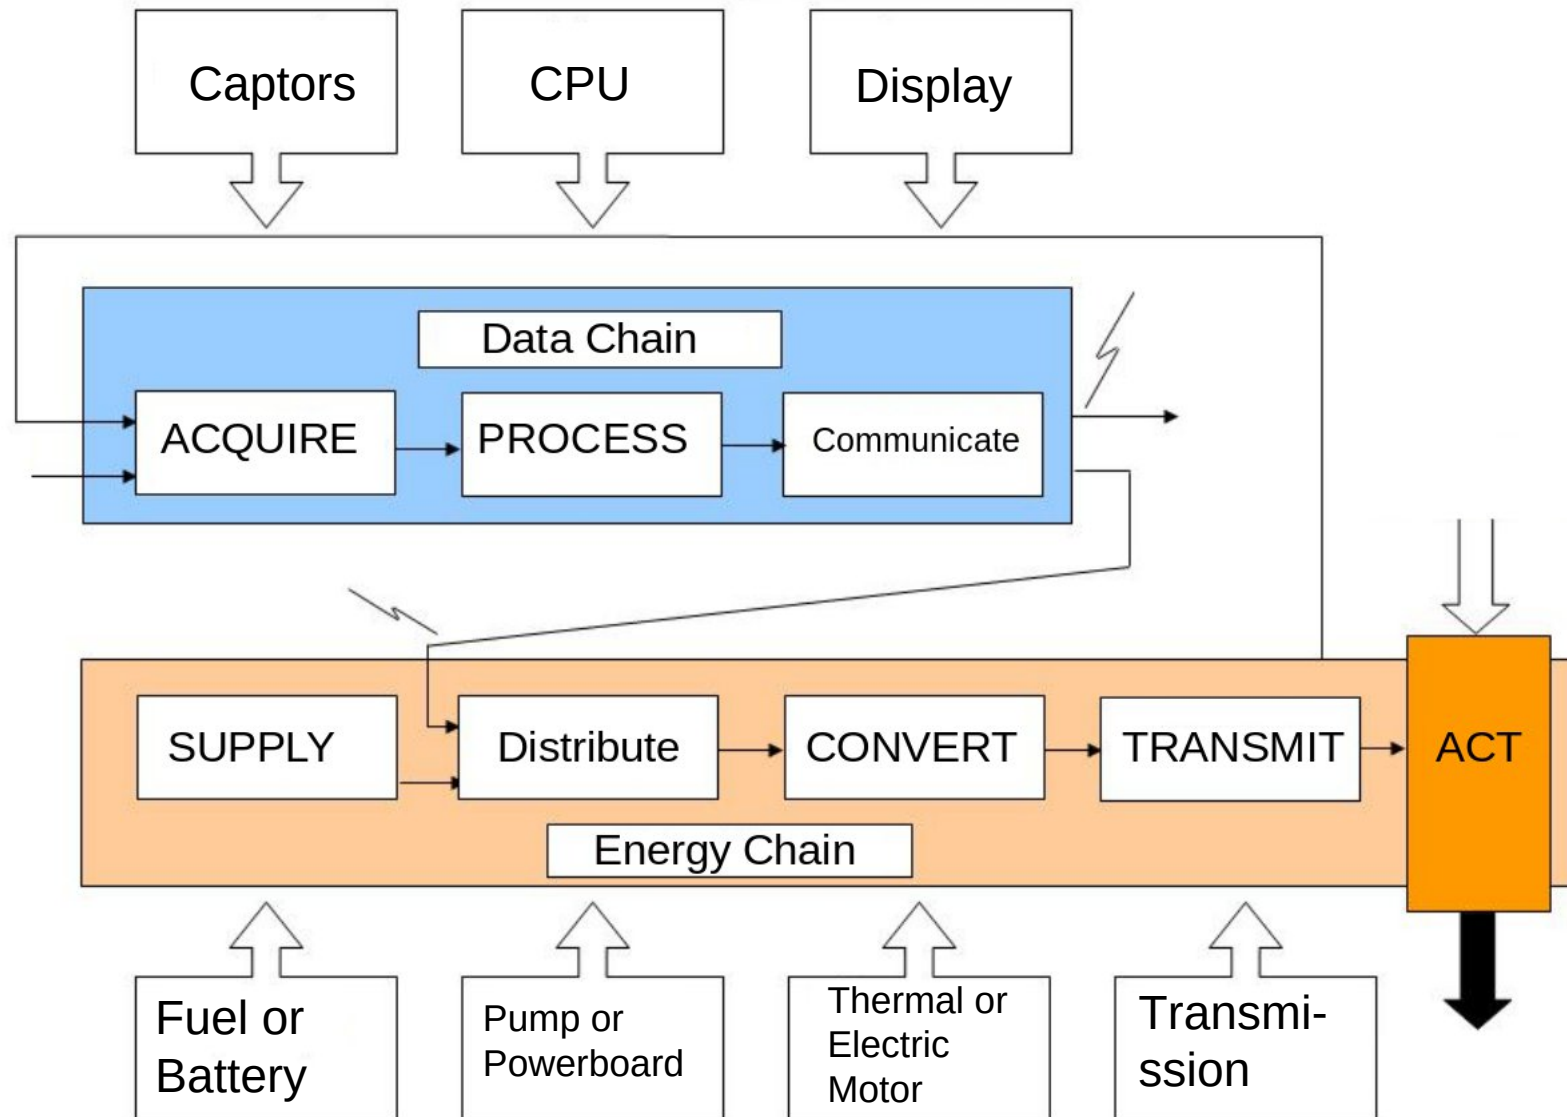 Captors
CPU
Display
Data Chain
ACQUIRE
PROCESS
Communicate
SUPPLY
Distribute
CONVERT
TRANSMIT
ACT
Energy Chain
Fuel or
Battery
Pump or
Powerboard
Thermal or
Electric
Motor
Transmi-
ssion